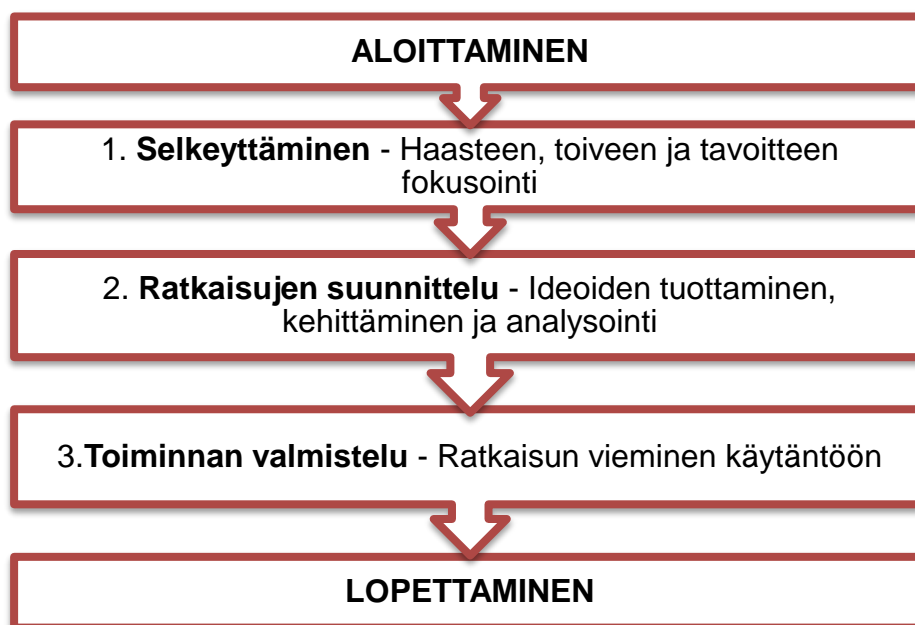 ALOITTAMINEN
1. Selkeyttäminen - Haasteen, toiveen ja tavoitteen
fokusointi
2. Ratkaisujen suunnittelu - Ideoiden tuottaminen,
kehittäminen ja analysointi
3.Toiminnan valmistelu - Ratkaisun vieminen käytäntöön
LOPETTAMINEN